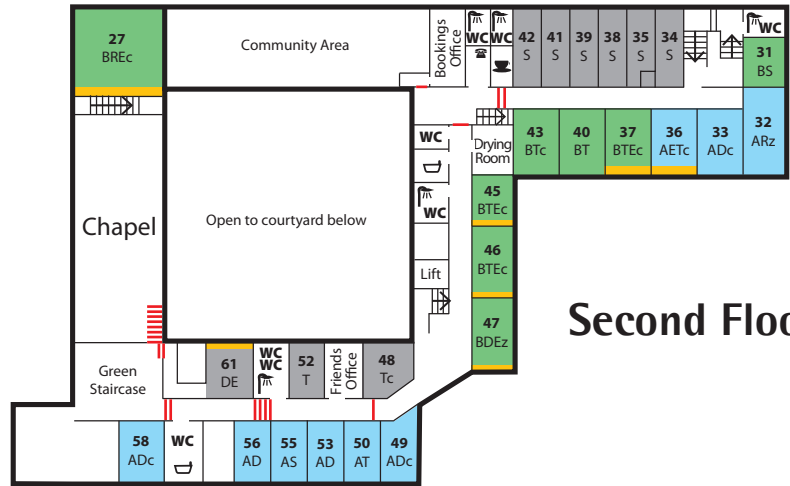 27
BREc
Community Area
Bookings
Office
WC
WC
42
S
41
S
39
S
38
S
35
S
34
S
WC
31
BS
32
ARz
33
ADc
36
AETc
37
BTEc
40
BT
43
BTc
Drying
Room
WC
WC
Lift
45
BTEc
46
BTEc
47
BDEz
Chapel
Open to courtyard below
Second Floo
Green
Staircase
61
DE
WC
WC
52
T
Friends
Office
48
Tc
58
ADc
WC
56
AD
55
AS
53
AD
50
AT
49
ADc